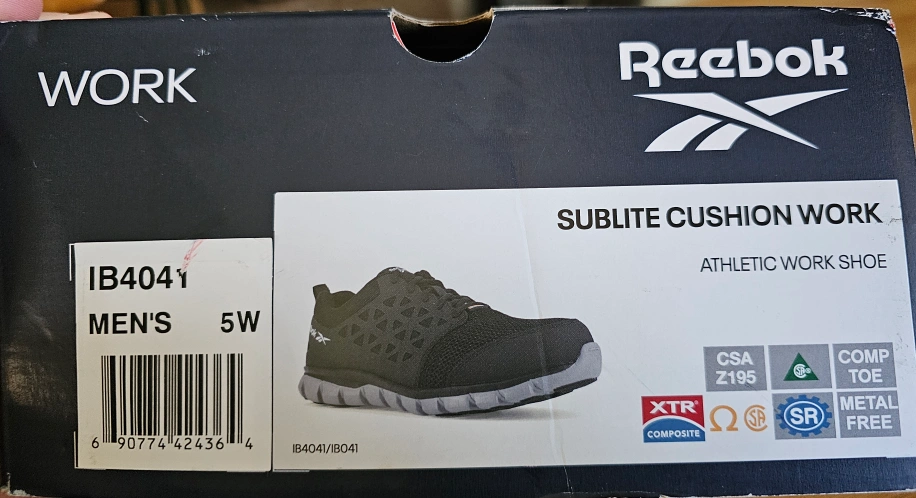 WORK
Reebok
SUBLITE CUSHION WORK
ATHLETIC WORK SHOE
IB4041
MEN'S 5W
6 90774 42436 4
IB4041/IB041
CSA
Z195
COMP
TOE
XTR
COMPOSITE
Ω
SR
METAL
FREE